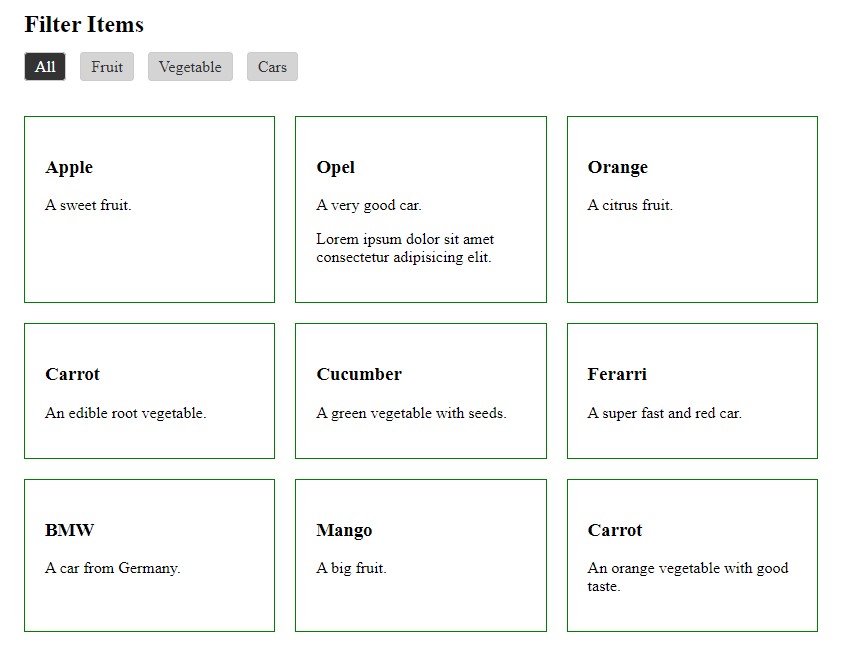 Filter Items
All
Fruit
Vegetable
Cars
Apple
A sweet fruit.
Opel
A very good car.
Lorem ipsum dolor sit amet
consectetur adipisicing elit.
Orange
A citrus fruit.
Carrot
An edible root vegetable.
Cucumber
A green vegetable with seeds.
Ferarri
A super fast and red car.
BMW
A car from Germany.
Mango
A big fruit.
Carrot
An orange vegetable with good
taste.